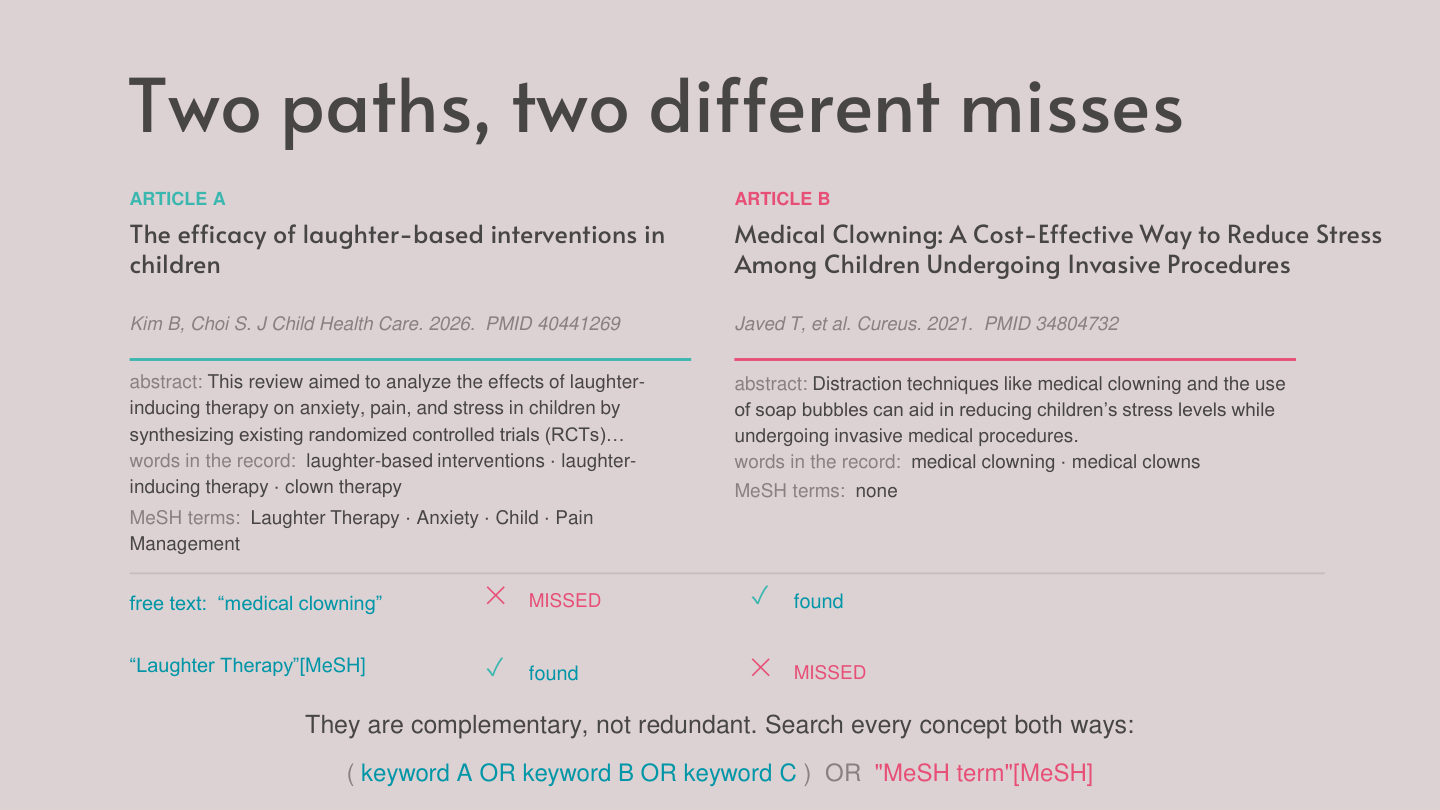 Two paths, two different misses
ARTICLE A
The efficacy of laughter-based interventions in
children
Kim B, Choi S. J Child Health Care. 2026.  PMID 40441269
abstract: This review aimed to analyze the effects of laughter-
inducing therapy on anxiety, pain, and stress in children by
synthesizing existing randomized controlled trials (RCTs)…
words in the record:  laughter-based interventions · laughter-
inducing therapy · clown therapy
MeSH terms:  Laughter Therapy · Anxiety · Child · Pain
Management
ARTICLE B
Medical Clowning: A Cost-Effective Way to Reduce Stress
Among Children Undergoing Invasive Procedures
Javed T, et al. Cureus. 2021.  PMID 34804732
abstract: Distraction techniques like medical clowning and the use
of soap bubbles can aid in reducing children’s stress levels while
undergoing invasive medical procedures.
words in the record:  medical clowning · medical clowns
MeSH terms:  none
free text:  “medical clowning” ✕ MISSED ✓ found
“Laughter Therapy”[MeSH] ✓ found ✕ MISSED
They are complementary, not redundant. Search every concept both ways:
( keyword A OR keyword B OR keyword C )  OR  "MeSH term"[MeSH]